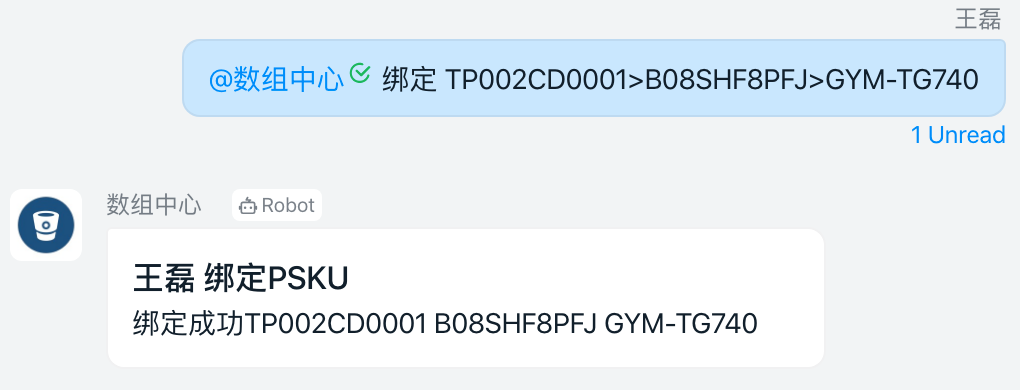 王磊
@数组中心 绑定 TP002CD0001>B08SHF8PFJ>GYM-TG740
1 Unread
数组中心 Robot
王磊 绑定PSKU
绑定成功TP002CD0001 B08SHF8PFJ GYM-TG740